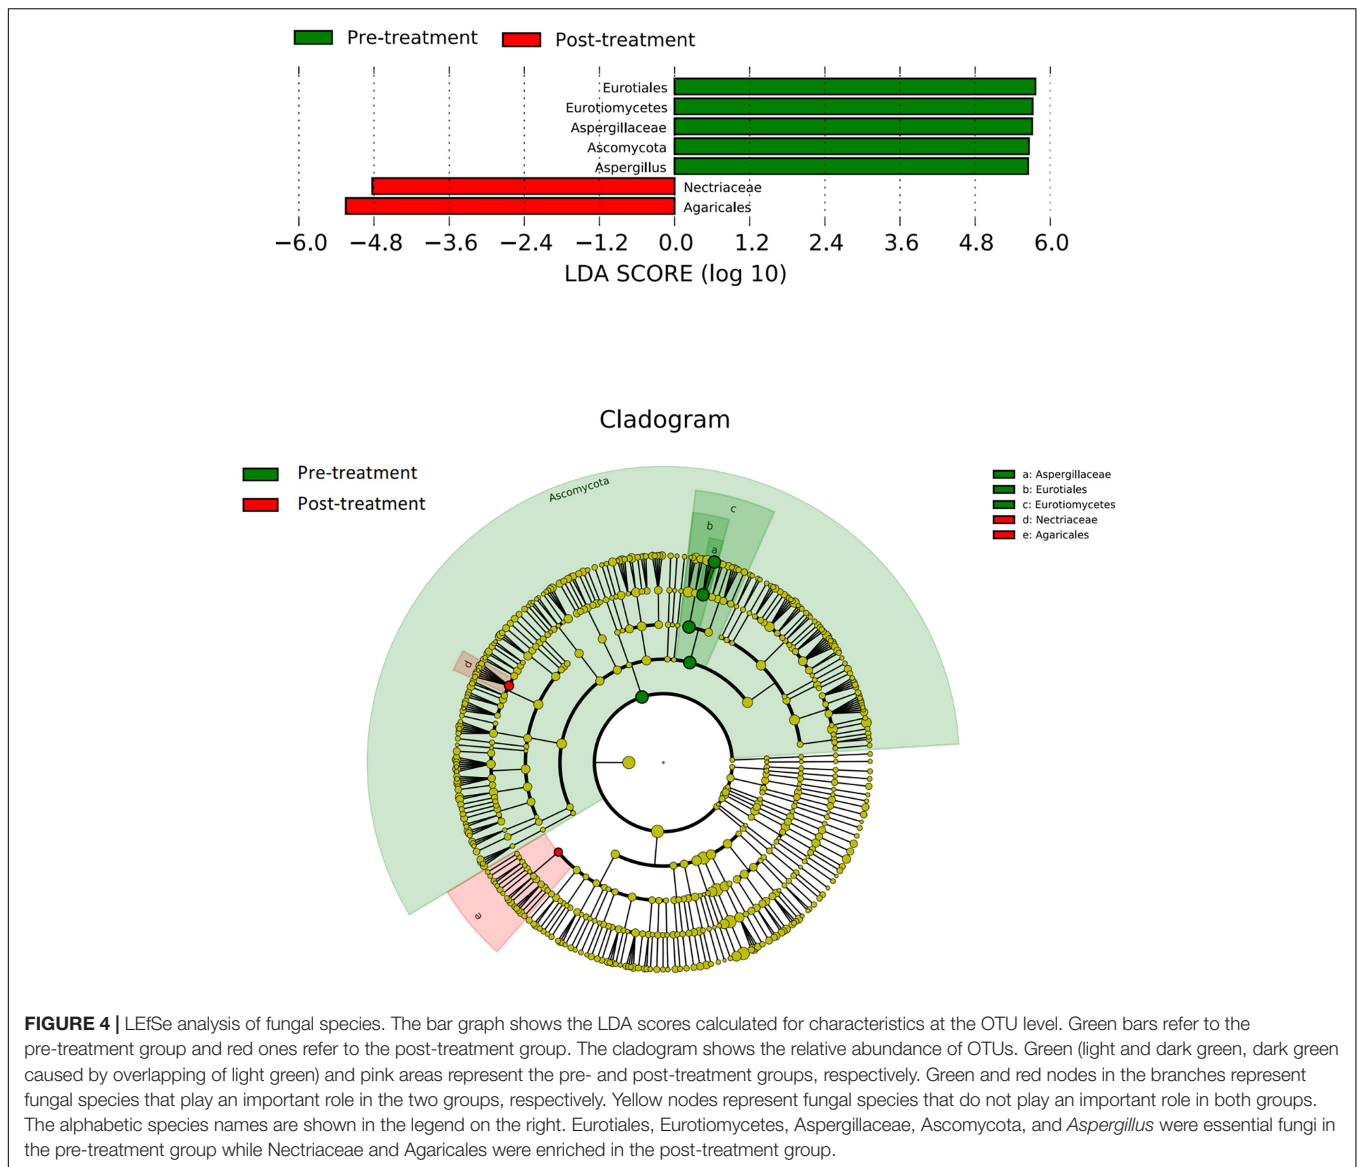 Pre-treatment Post-treatment
Eurotiales
Eurotiomycetes
Aspergillaceae
Ascomycota
Aspergillus
Nectriaceae
Agaricales
−6.0 −4.8 −3.6 −2.4 −1.2 0.0 1.2 2.4 3.6 4.8 6.0
LDA SCORE (log 10)
Cladogram
Pre-treatment
Post-treatment
Ascomycota
c
b
a
d
e
a: Aspergillaceae
b: Eurotiales
c: Eurotiomycetes
d: Nectriaceae
e: Agaricales
FIGURE 4 | LEfSe analysis of fungal species. The bar graph shows the LDA scores calculated for characteristics at the OTU level. Green bars refer to the
pre-treatment group and red ones refer to the post-treatment group. The cladogram shows the relative abundance of OTUs. Green (light and dark green, dark green
caused by overlapping of light green) and pink areas represent the pre- and post-treatment groups, respectively. Green and red nodes in the branches represent
fungal species that play an important role in the two groups, respectively. Yellow nodes represent fungal species that do not play an important role in both groups.
The alphabetic species names are shown in the legend on the right. Eurotiales, Eurotiomycetes, Aspergillaceae, Ascomycota, and Aspergillus were essential fungi in
the pre-treatment group while Nectriaceae and Agaricales were enriched in the post-treatment group.